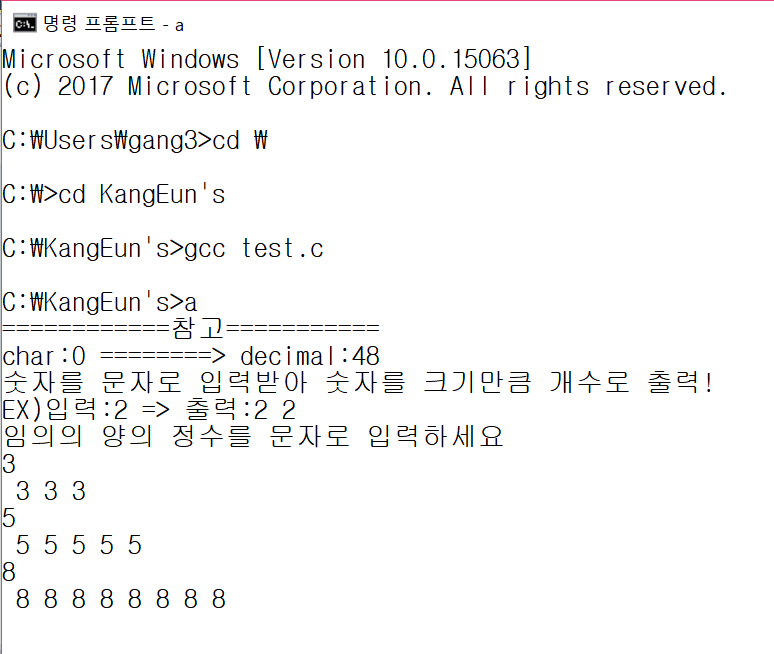 명령 프롬프트 - a
Microsoft Windows [Version 10.0.15063]
(c) 2017 Microsoft Corporation. All rights reserved.
C:₩Users₩gang3>cd ₩
C:₩>cd KangEun's
C:₩KangEun's>gcc test.c
C:₩KangEun's>a
============참고===========
char:0 ========> decimal:48
숫자를 문자로 입력받아 숫자를 크기만큼 개수로 출력!
EX)입력:2 => 출력:2 2
임의의 양의 정수를 문자로 입력하세요
3
3 3 3
5
5 5 5 5 5
8
8 8 8 8 8 8 8 8